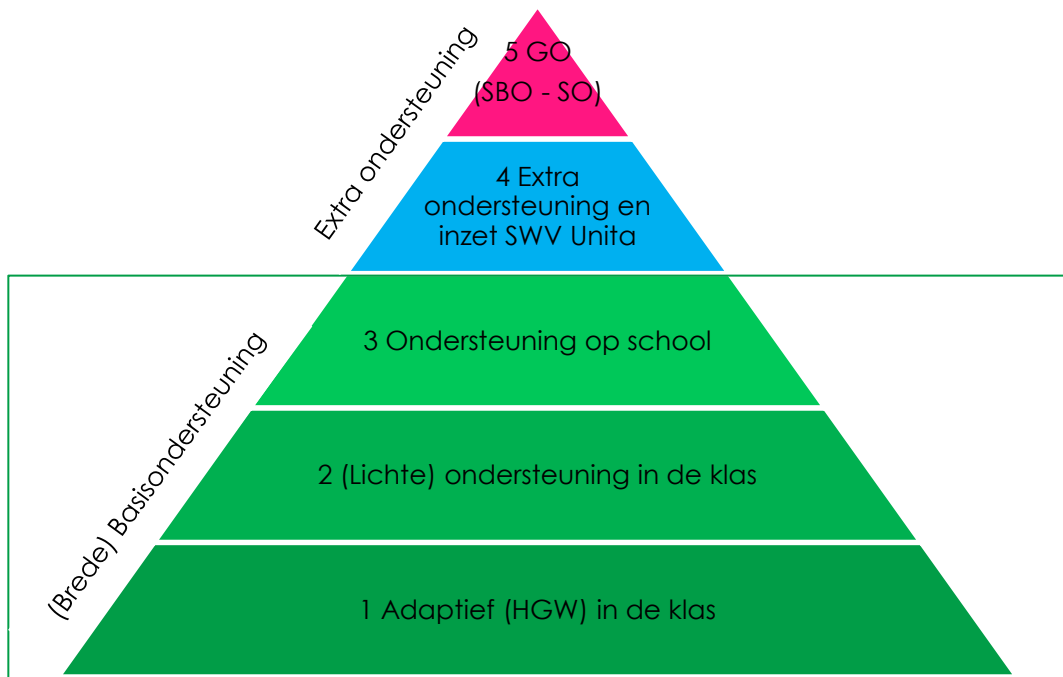 5 GO
(SBO - SO)
Extra ondersteuning
4 Extra
ondersteuning en
inzet SWV Unita
3 Ondersteuning op school
(Brede) Basisondersteuning
2 (Lichte) ondersteuning in de klas
1 Adaptief (HGW) in de klas